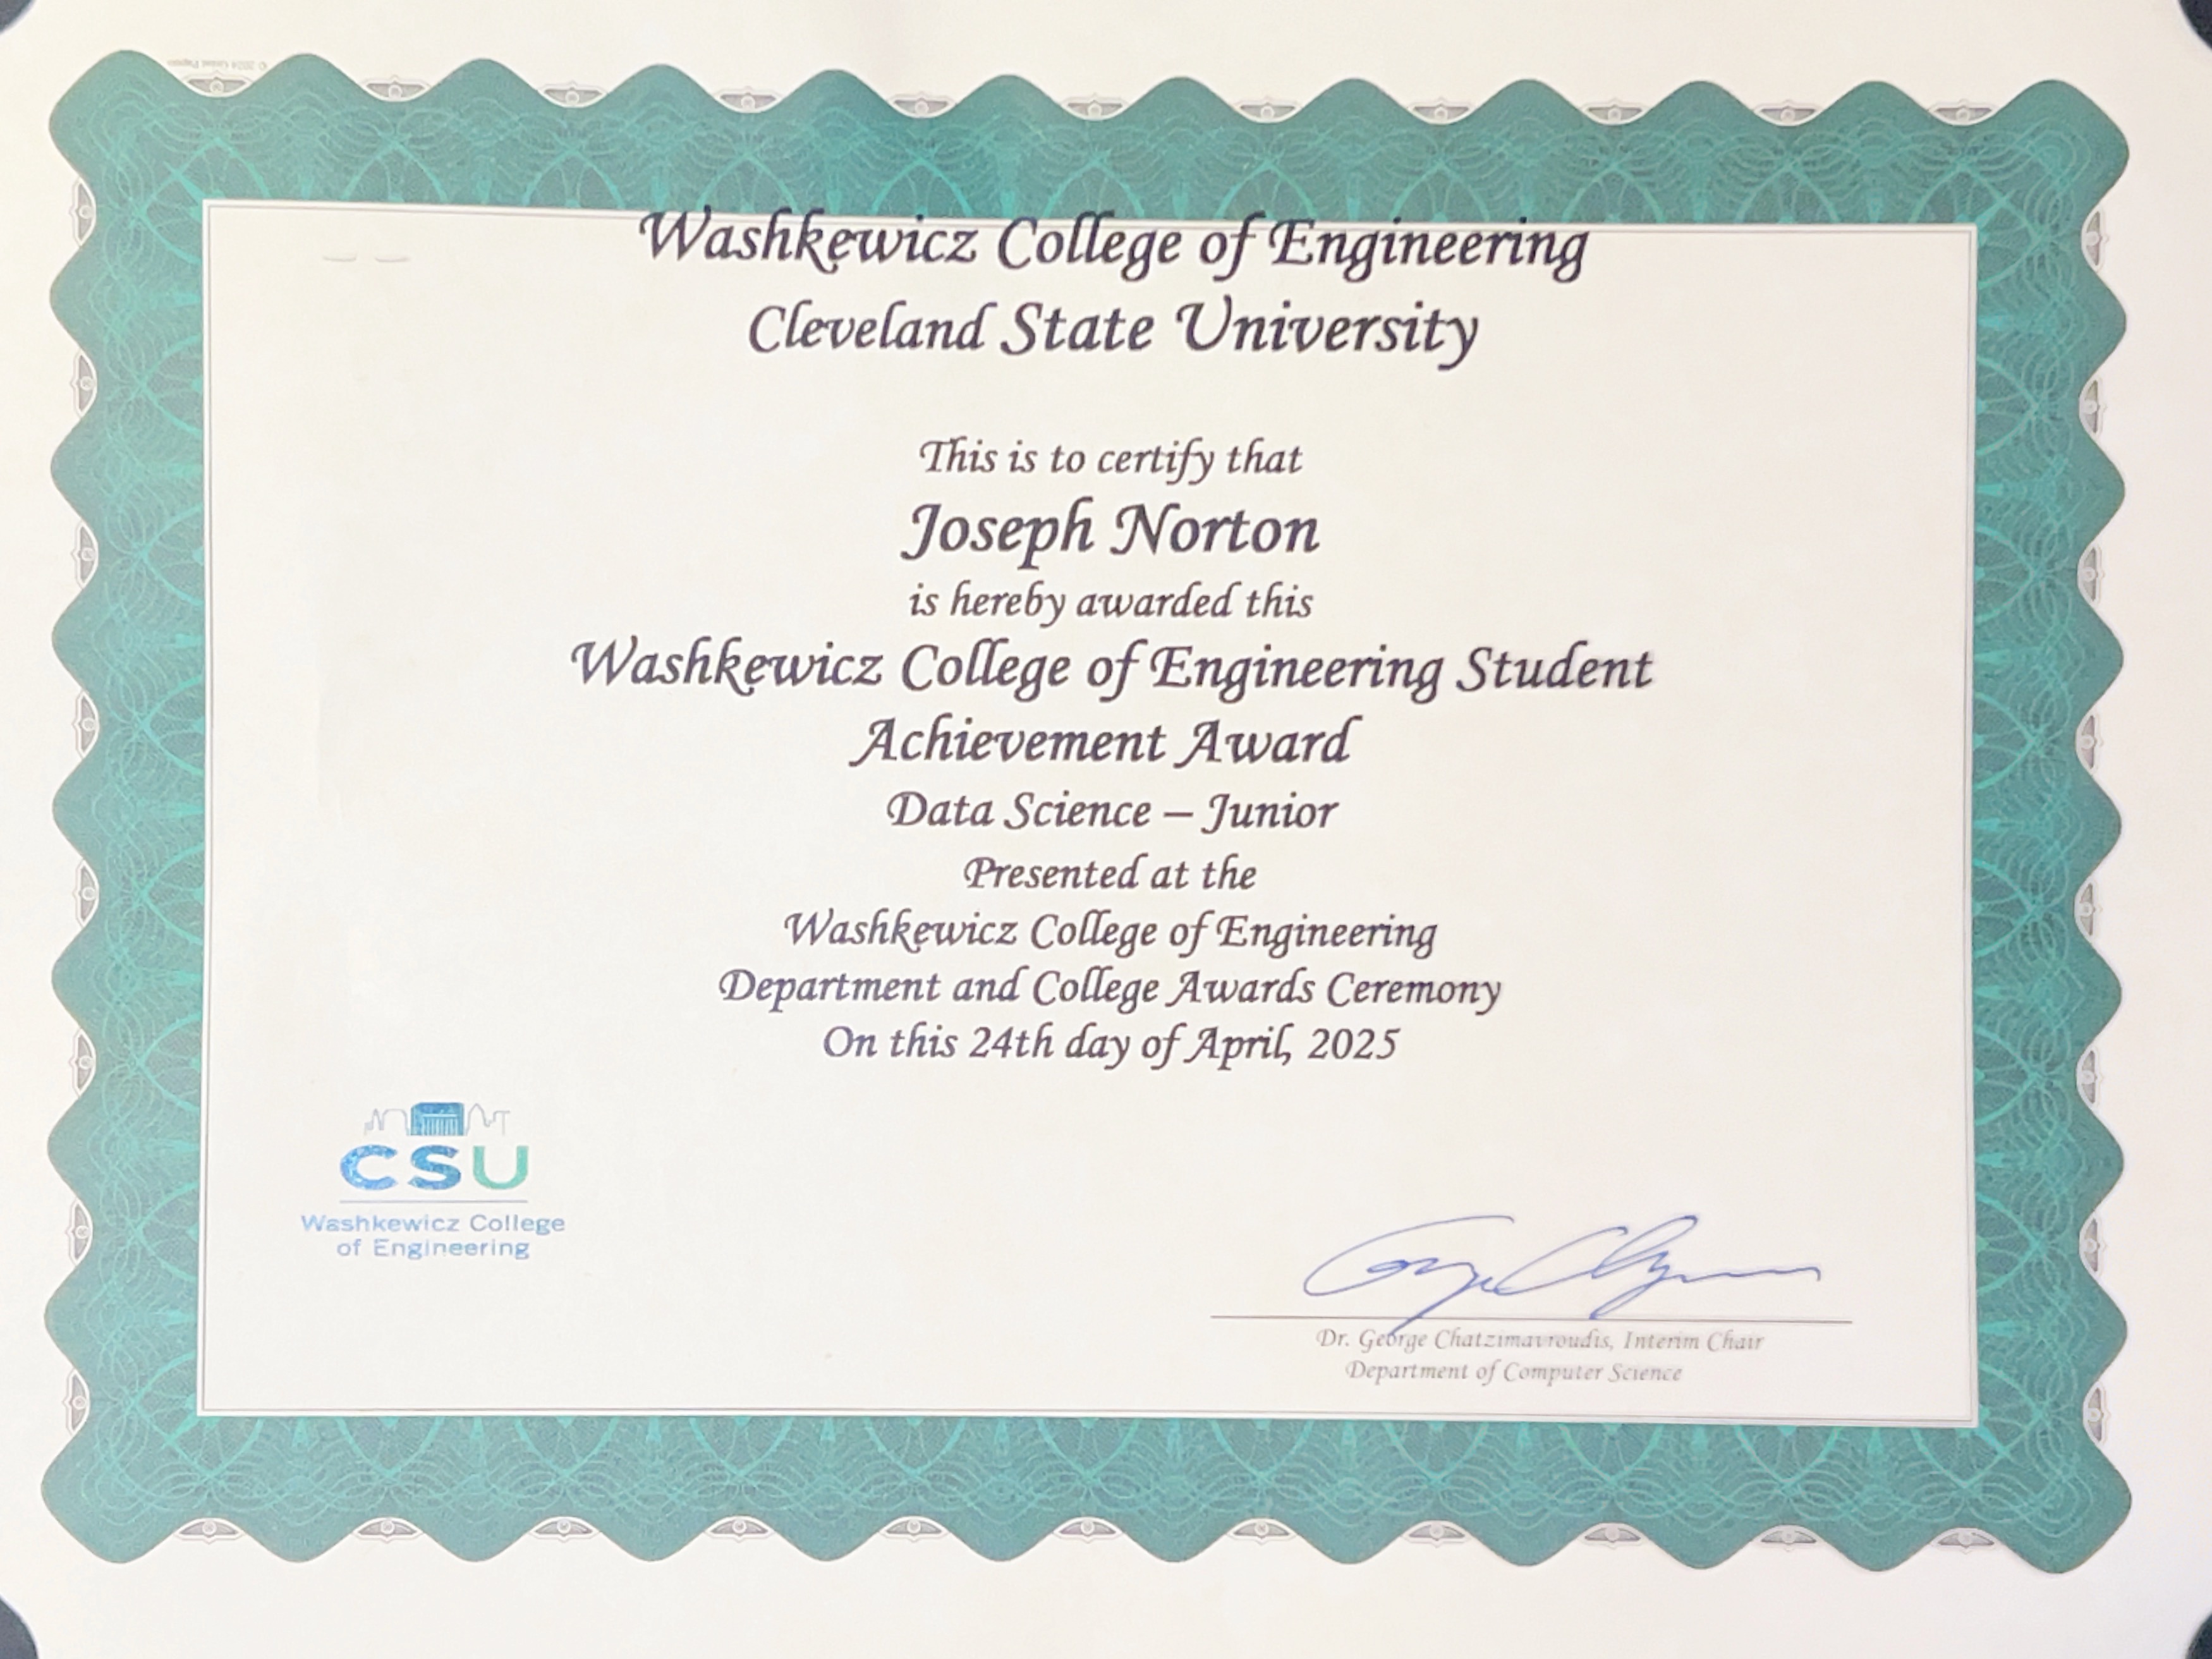 Washkewicz College of Engineering
Cleveland State University
This is to certify that
Joseph Norton
is hereby awarded this
Washkewicz College of Engineering Student
Achievement Award
Data Science – Junior
Presented at the
Washkewicz College of Engineering
Department and College Awards Ceremony
On this 24th day of April, 2025
CSU
Washkewicz College
of Engineering
Dr. George Chatzimavroudis, Interim Chair
Department of Computer Science